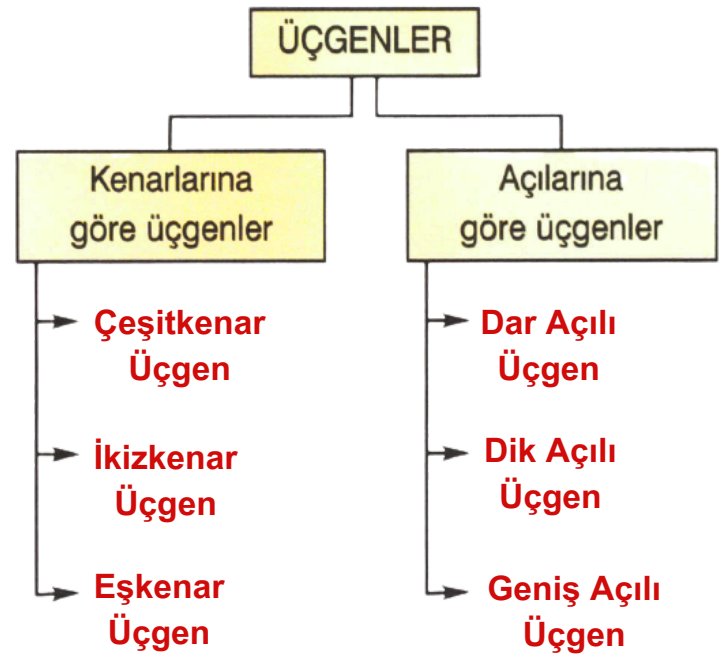 ÜÇGENLER
Kenarlarına
göre üçgenler
Çeşitkenar
Üçgen
İkizkenar
Üçgen
Eşkenar
Üçgen
Açılarına
göre üçgenler
Dar Açılı
Üçgen
Dik Açılı
Üçgen
Geniş Açılı
Üçgen